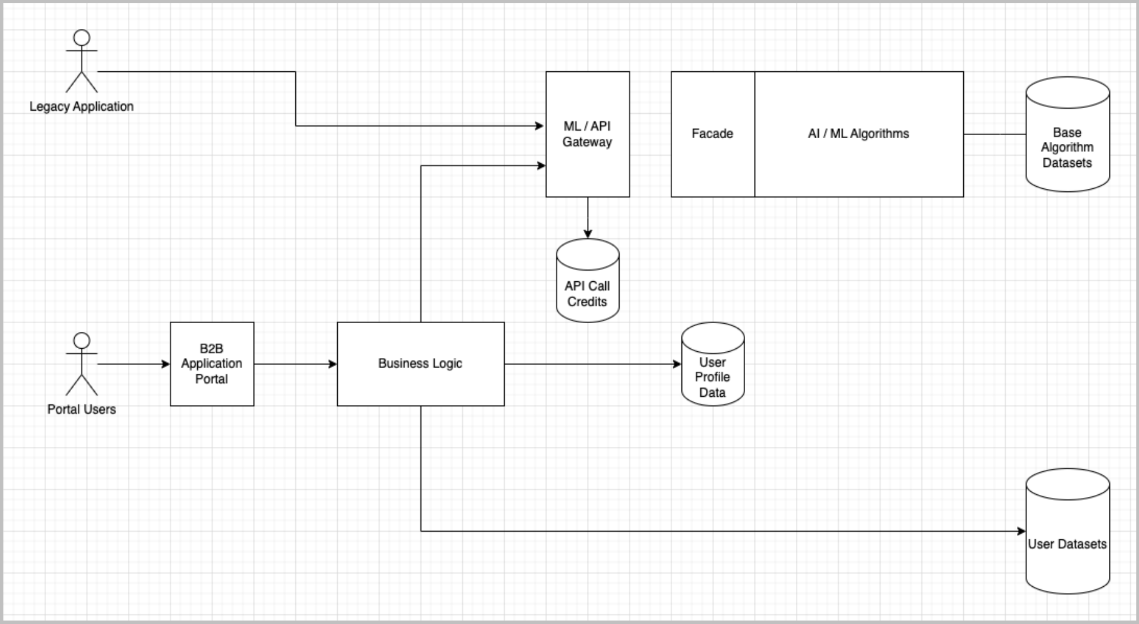 Legacy Application
ML / API
Gateway
Facade
AI / ML Algorithms
Base
Algorithm
Datasets
API Call
Credits
Portal Users
B2B
Application
Portal
Business Logic
User
Profile
Data
User Datasets